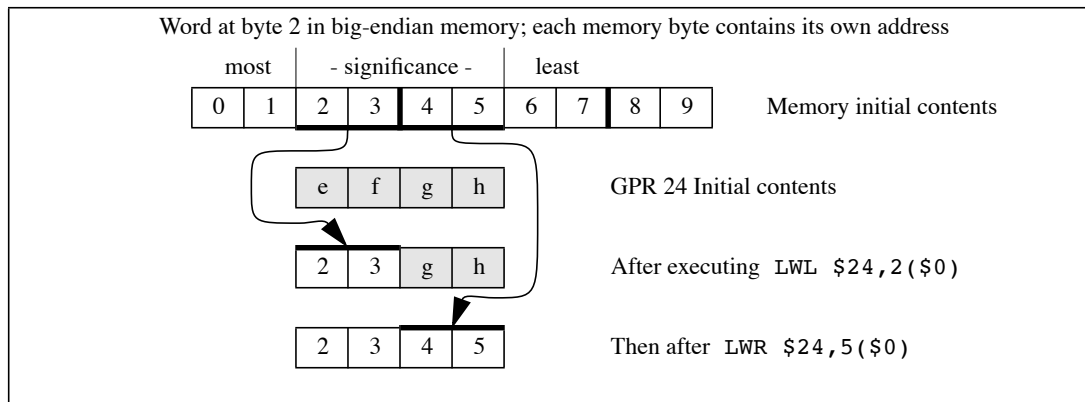 Word at byte 2 in big-endian memory; each memory byte contains its own address
most - significance - least
0 1 2 3 4 5 6 7 8 9 Memory initial contents
e f g h GPR 24 Initial contents
2 3 g h After executing LWL $24,2($0)
2 3 4 5 Then after LWR $24,5($0)